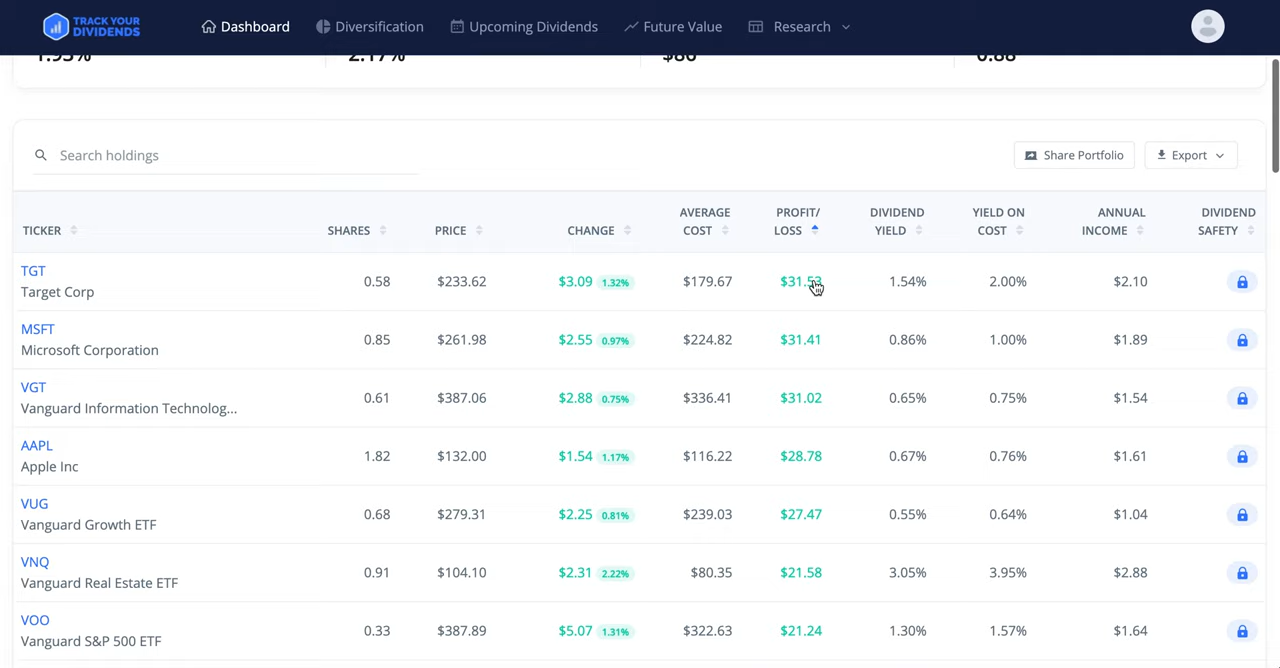 TRACK YOUR
DIVIDENDS
Dashboard
Diversification
Upcoming Dividends
Future Value
Research
1.95%
2.17%
$86
0.88
Search holdings
Share Portfolio
Export
TICKER
SHARES
PRICE
CHANGE
AVERAGE COST
PROFIT/ LOSS
DIVIDEND YIELD
YIELD ON COST
ANNUAL INCOME
DIVIDEND SAFETY
TGT
Target Corp
0.58 $233.62 $3.09 1.32% $179.67 $31.53 1.54% 2.00% $2.10
MSFT
Microsoft Corporation
0.85 $261.98 $2.55 0.97% $224.82 $31.41 0.86% 1.00% $1.89
VGT
Vanguard Information Technolog...
0.61 $387.06 $2.88 0.75% $336.41 $31.02 0.65% 0.75% $1.54
AAPL
Apple Inc
1.82 $132.00 $1.54 1.17% $116.22 $28.78 0.67% 0.76% $1.61
VUG
Vanguard Growth ETF
0.68 $279.31 $2.25 0.81% $239.03 $27.47 0.55% 0.64% $1.04
VNQ
Vanguard Real Estate ETF
0.91 $104.10 $2.31 2.22% $80.35 $21.58 3.05% 3.95% $2.88
VOO
Vanguard S&P 500 ETF
0.33 $387.89 $5.07 1.31% $322.63 $21.24 1.30% 1.57% $1.64